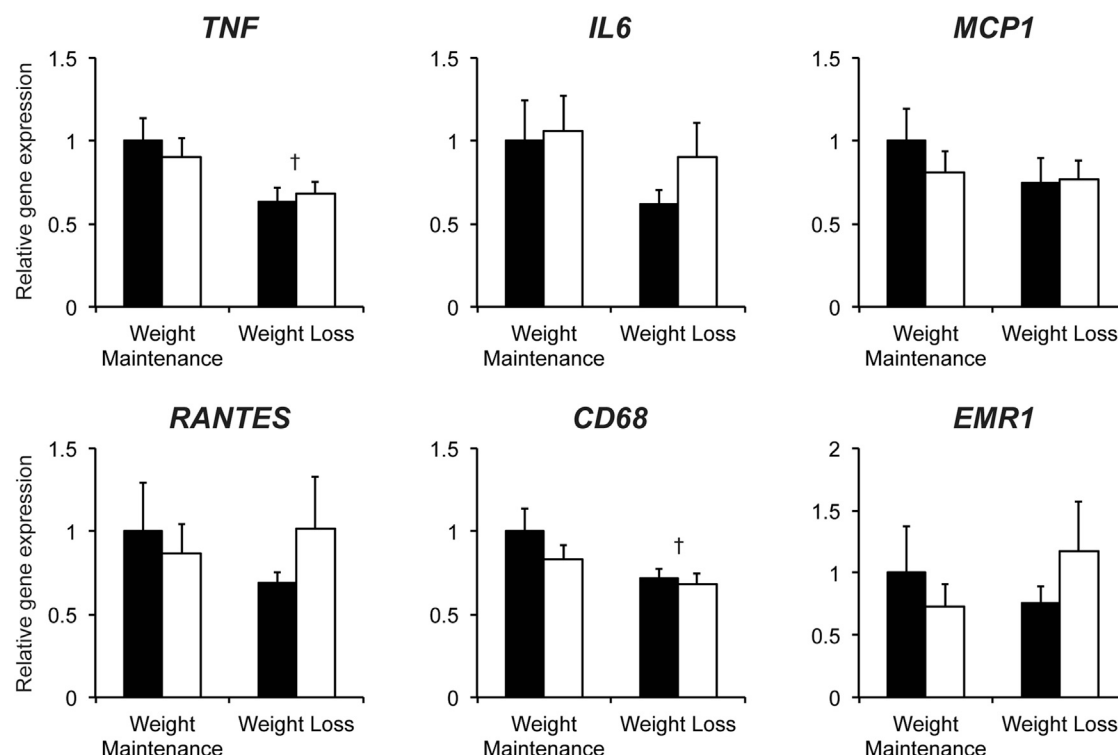 TNF
IL6
MCP1
Relative gene expression
1.5
1
0.5
0
Weight
Maintenance
Weight Loss
†
1.5
1
0.5
0
Weight
Maintenance
Weight Loss
1.5
1
0.5
0
Weight
Maintenance
Weight Loss
RANTES
CD68
EMR1
Relative gene expression
1.5
1
0.5
0
Weight
Maintenance
Weight Loss
1.5
1
0.5
0
†
Weight
Maintenance
Weight Loss
2
1.5
1
0.5
0
Weight
Maintenance
Weight Loss